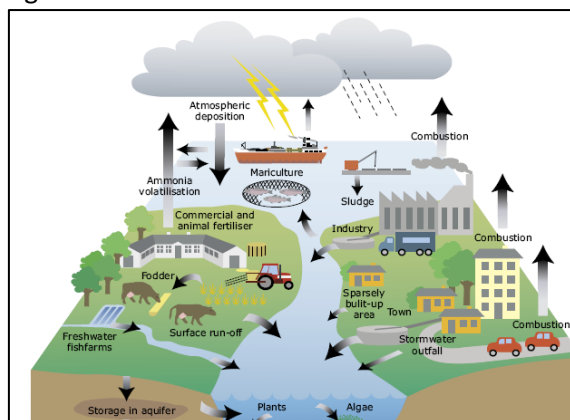 Atmospheric
deposition
Combustion
Ammonia
volatilisation
Mariculture
Sludge
Commercial and
animal fertiliser
Industry
Combustion
Fodder
Sparsely
bulit-up
area
Town
Freshwater
fishfarms
Surface run-off
Stormwater
outfall
Combustion
Storage in aquifer
Plants
Algae